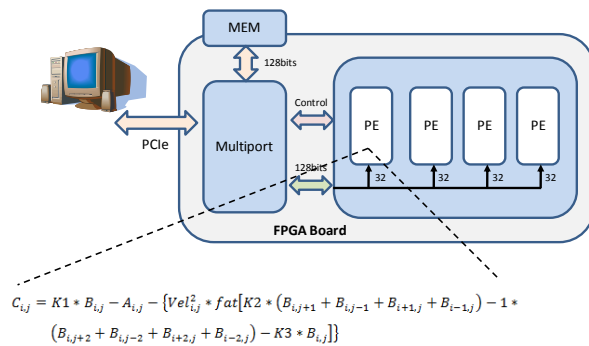 MEM
128bits
Control
PE PE PE PE
PCIe
Multiport
128bits
32 32 32 32
FPGA Board
C_{i,j} = K1 * B_{i,j} − A_{i,j} − {Vel_{i,j}^2 * fat[K2 * (B_{i,j+1} + B_{i,j−1} + B_{i+1,j} + B_{i−1,j}) − 1 *
(B_{i,j+2} + B_{i,j−2} + B_{i+2,j} + B_{i−2,j}) − K3 * B_{i,j}]}